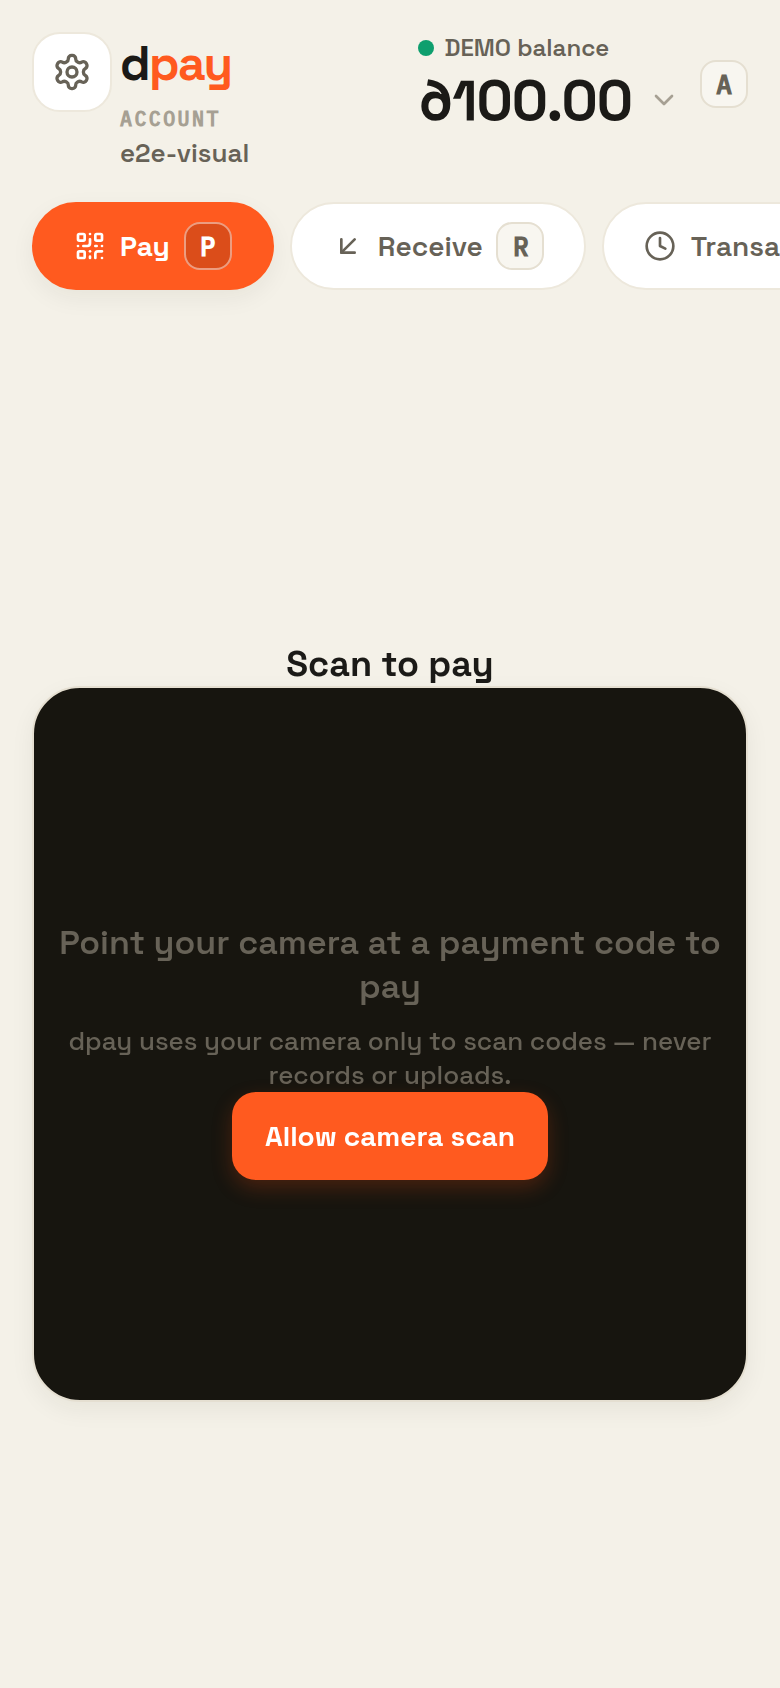 dpay
ACCOUNT
e2e-visual
DEMO balance
∂100.00
A
Pay P
Receive R
Transa
Scan to pay
Point your camera at a payment code to
pay
dpay uses your camera only to scan codes — never
records or uploads.
Allow camera scan